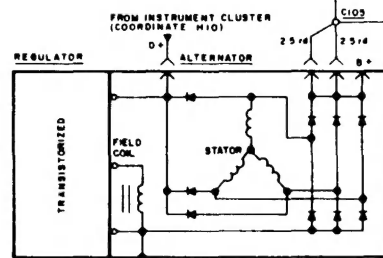 FROM INSTRUMENT CLUSTER
(COORDINATE H10)
C105
D+
2.5 rd
2.5 rd
REGULATOR
ALTERNATOR
B+
TRANSISTORIZED
FIELD
COIL
STATOR